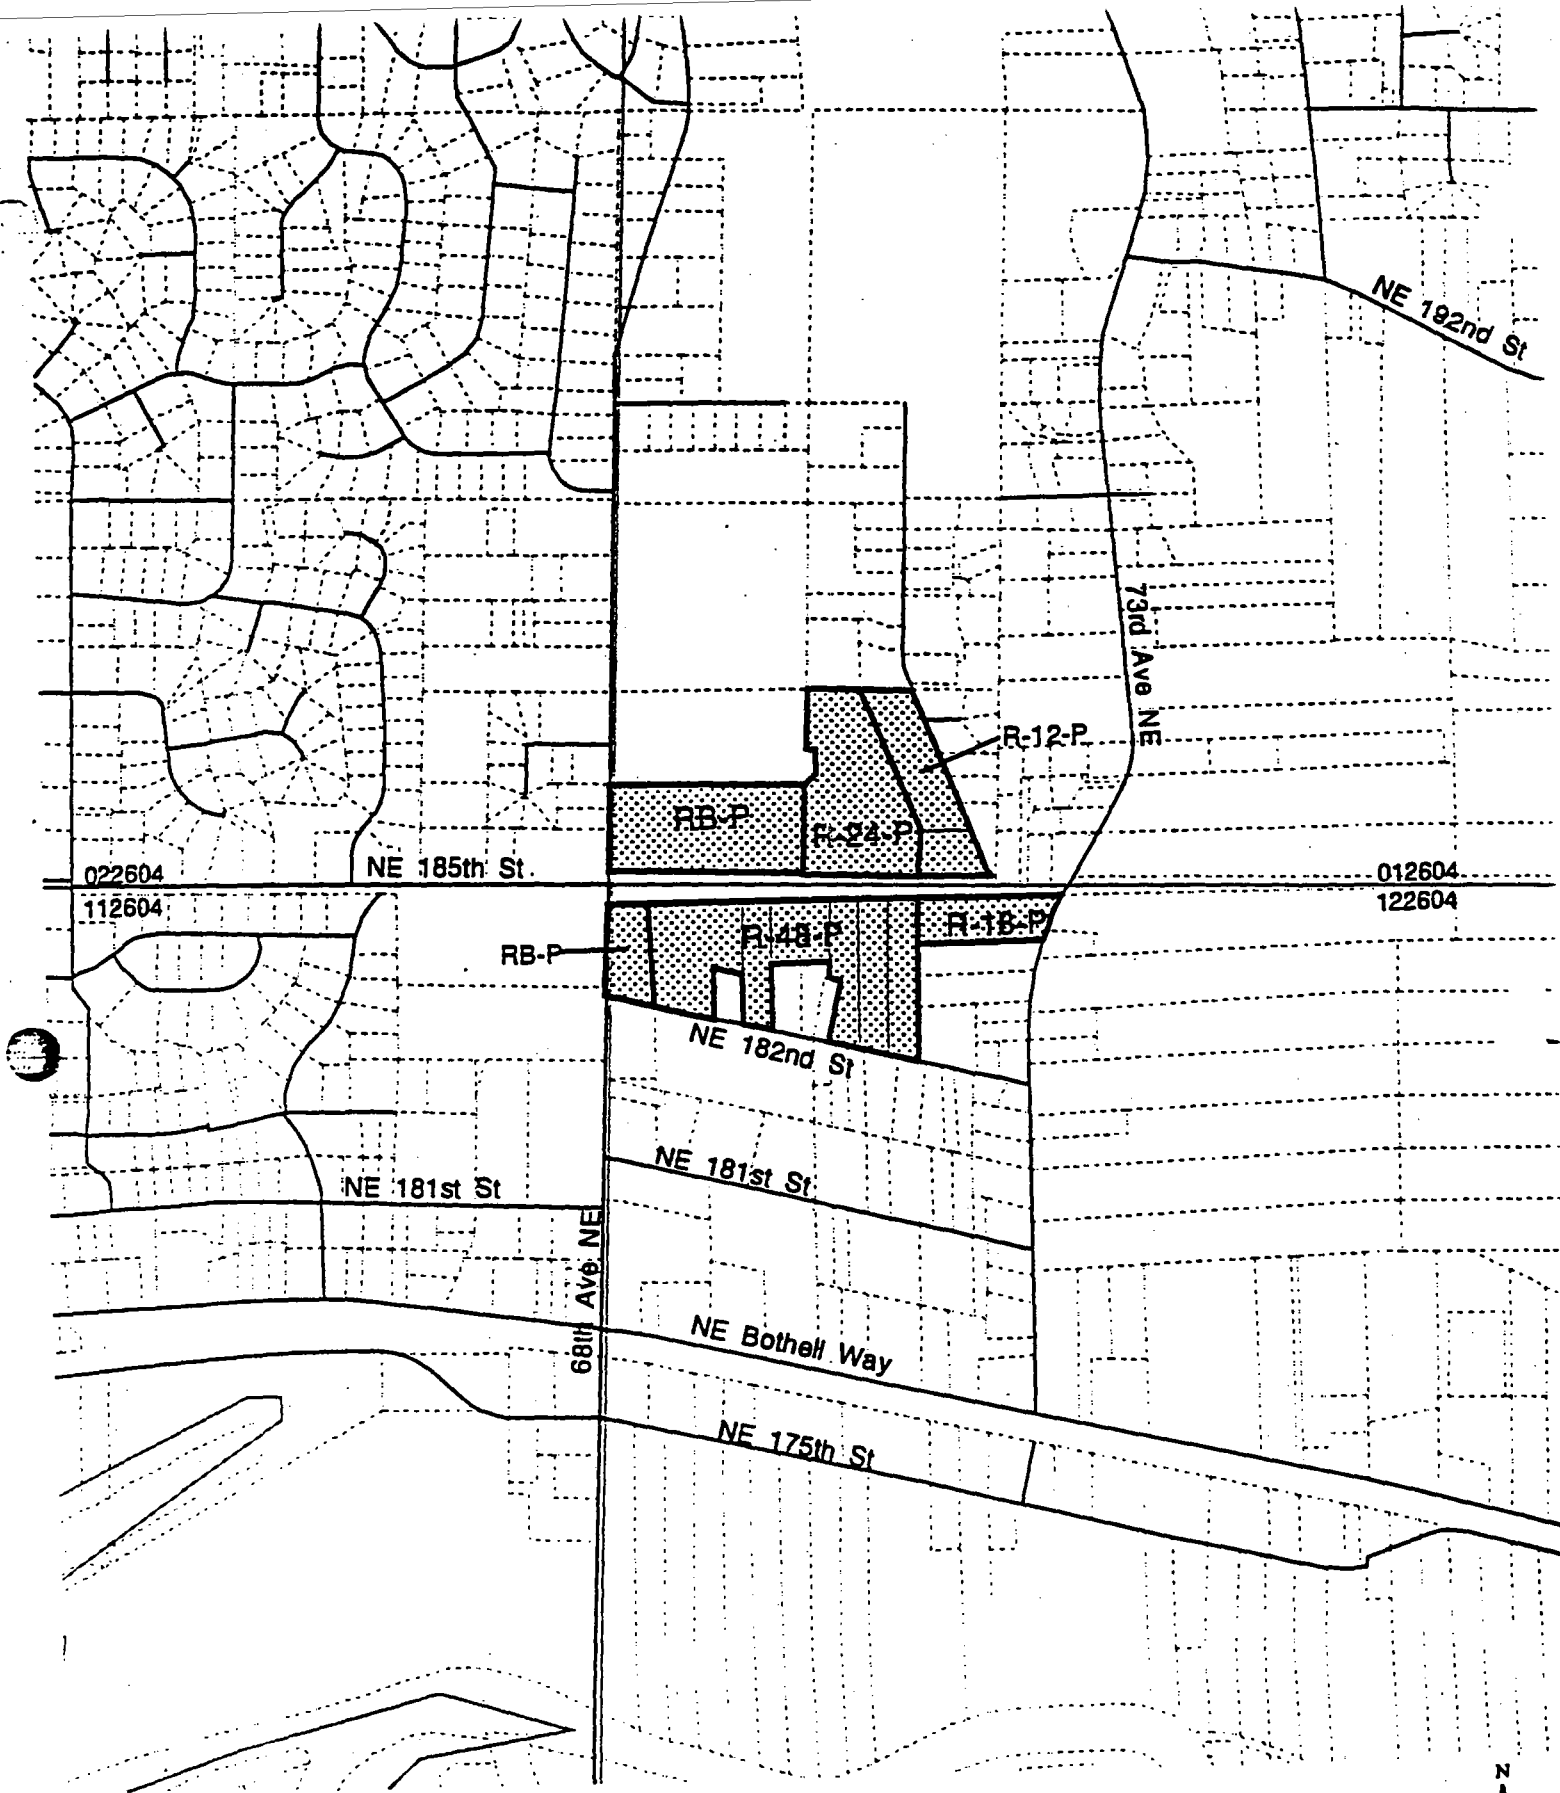 NE 192nd St
73rd Ave NE
R-12-P
RB-P
R-24-P
022604
NE 185th St
012604
112604
122604
RB-P
R-48-P
R-18-P
NE 182nd St
NE 181st St
NE 181st St
68th Ave NE
NE Bothell Way
NE 175th St
N